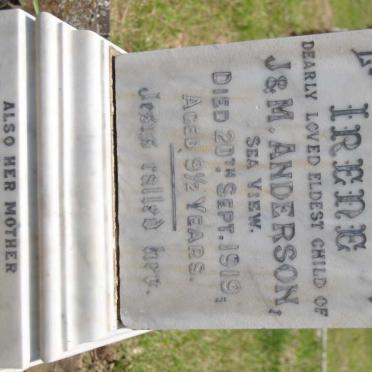 IRENE
DEARLY LOVED ELDEST CHILD OF
J & M. ANDERSON,
SEA VIEW.
DIED 20TH SEPT. 1919;
AGED 9½ YEARS.
Jesus called her.
ALSO HER MOTHER